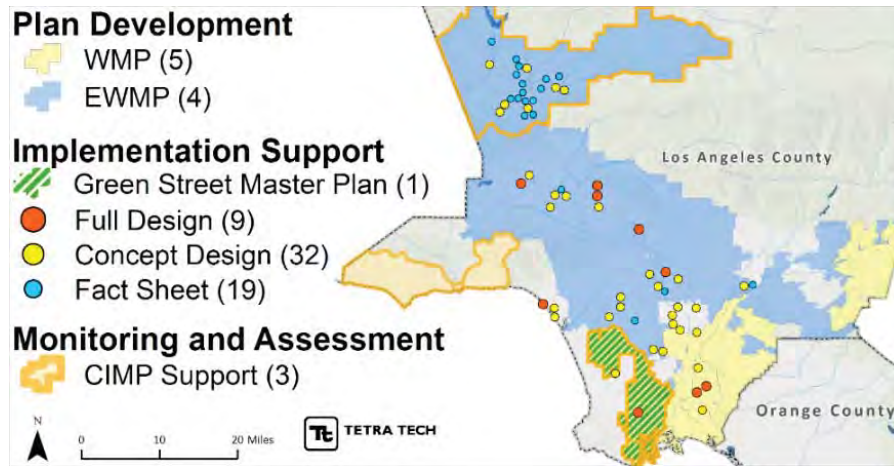 Plan Development
WMP (5)
EWMP (4)
Implementation Support
Green Street Master Plan (1)
Full Design (9)
Concept Design (32)
Fact Sheet (19)
Monitoring and Assessment
CIMP Support (3)
Los Angeles County
Orange County
N
0 10 20 Miles
Tt TETRA TECH